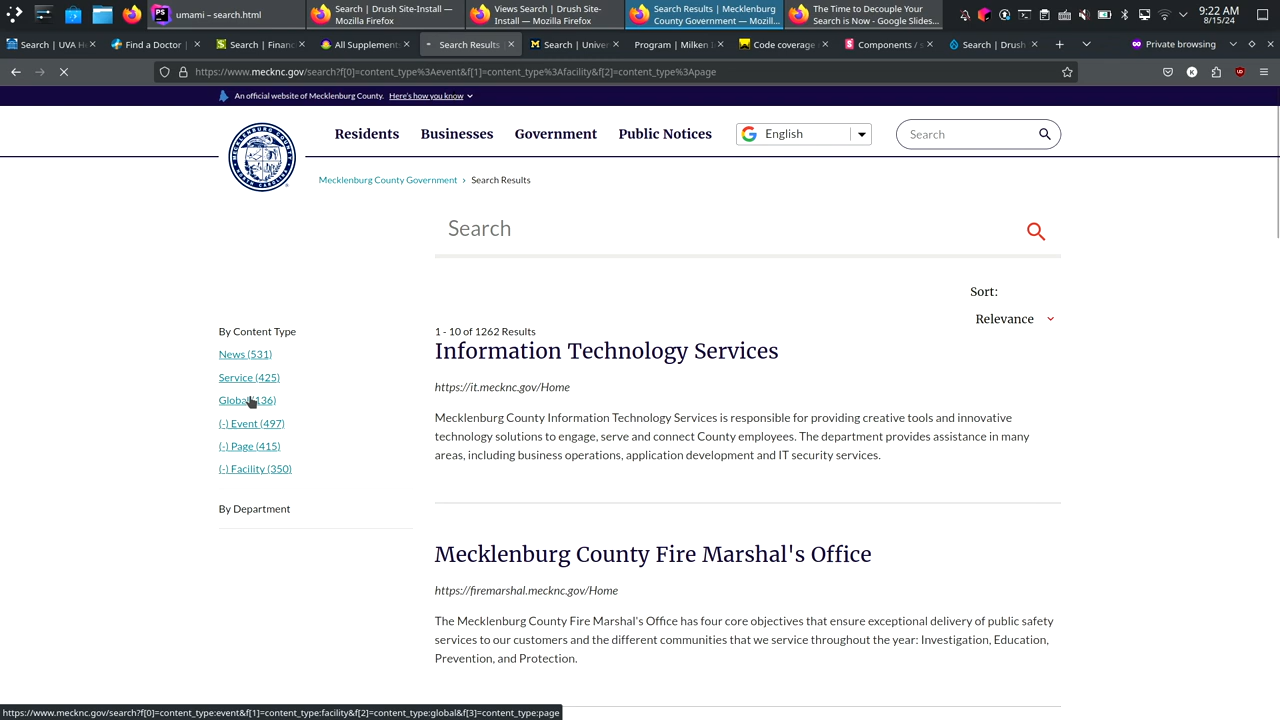 umami – search.html
Search | Drush Site-Install — Mozilla Firefox
Views Search | Drush Site-Install — Mozilla Firefox
Search Results | Mecklenburg County Government — Mozill...
The Time to Decouple Your Search is Now - Google Slides...
9:22 AM
8/15/24
Search | UVA H
Find a Doctor |
Search | Financ
All Supplement
Search Results |
Search | Univer
Program | Milken I
Code coverage
Components / s
Search | Drush
Private browsing
https://www.mecknc.gov/search?f[0]=content_type%3Aevent&f[1]=content_type%3Afacility&f[2]=content_type%3Apage
An official website of Mecklenburg County. Here's how you know
Residents Businesses Government Public Notices English Search
MECKLENBURG COUNTY NORTH CAROLINA
Mecklenburg County Government › Search Results
Search
Sort:
Relevance
By Content Type
News (531)
Service (425)
Global (136)
(-) Event (497)
(-) Page (415)
(-) Facility (350)
By Department
1 - 10 of 1262 Results
Information Technology Services
https://it.mecknc.gov/Home
Mecklenburg County Information Technology Services is responsible for providing creative tools and innovative
technology solutions to engage, serve and connect County employees. The department provides assistance in many
areas, including business operations, application development and IT security services.
Mecklenburg County Fire Marshal's Office
https://firemarshal.mecknc.gov/Home
The Mecklenburg County Fire Marshal's Office has four core objectives that ensure exceptional delivery of public safety
services to our customers and the different communities that we service throughout the year: Investigation, Education,
Prevention, and Protection.
https://www.mecknc.gov/search?f[0]=content_type:event&f[1]=content_type:facility&f[2]=content_type:global&f[3]=content_type:page